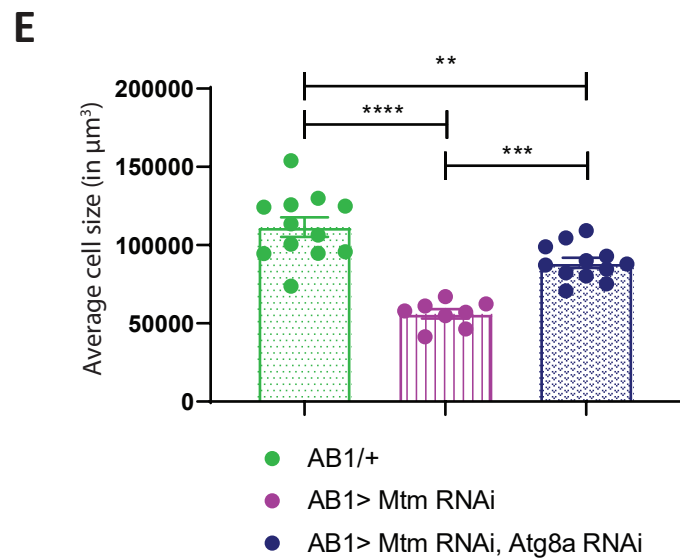 E
**
****
***
Average cell size (in µm³)
200000
150000
100000
50000
0
AB1/+
AB1> Mtm RNAi
AB1> Mtm RNAi, Atg8a RNAi